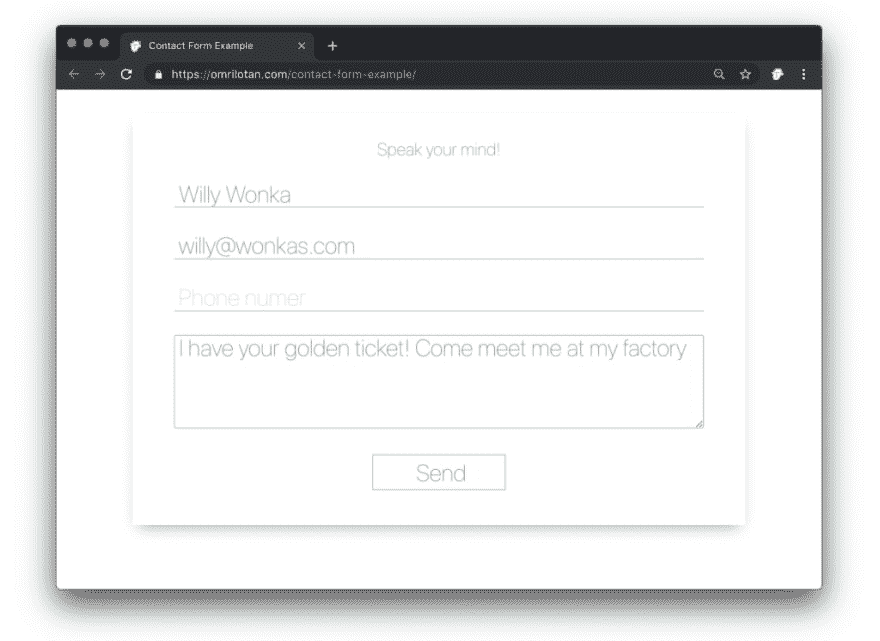 Contact Form Example
https://omrilotan.com/contact-form-example/
Speak your mind!
Willy Wonka
willy@wonkas.com
Phone numer
I have your golden ticket! Come meet me at my factory
Send